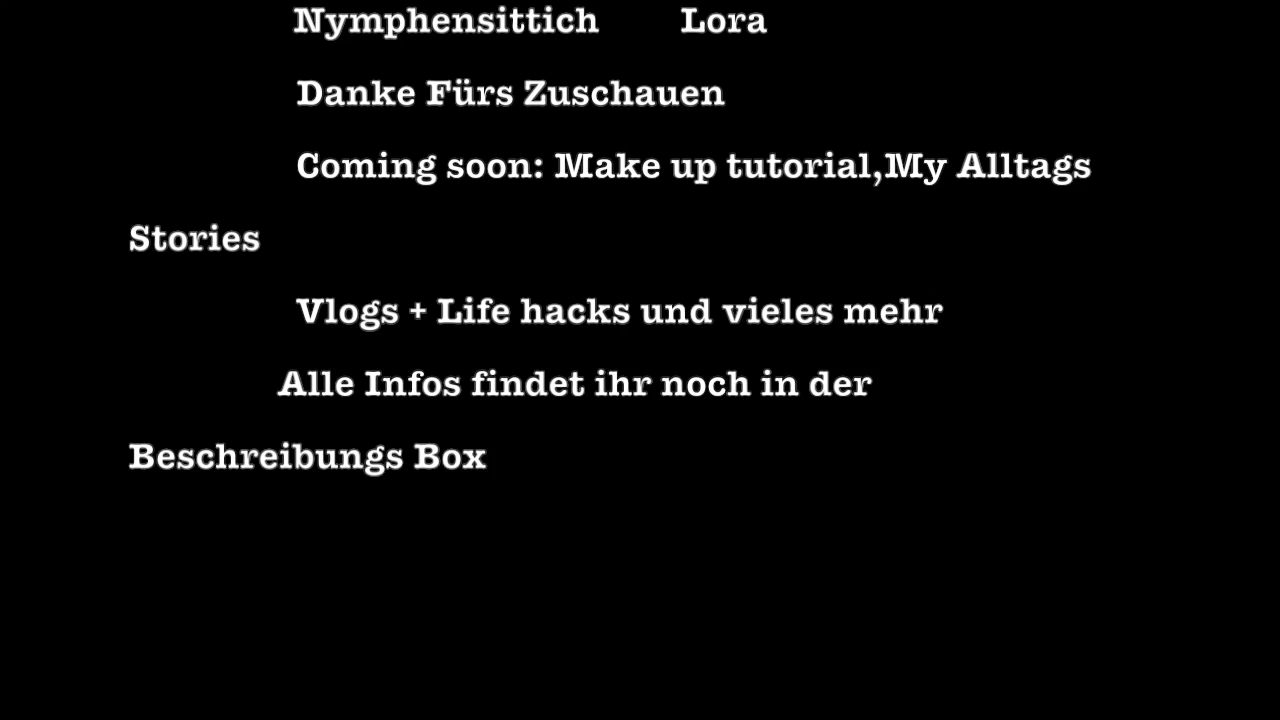 Nymphensittich Lora
Danke Fürs Zuschauen
Coming soon: Make up tutorial,My Alltags
Stories
Vlogs + Life hacks und vieles mehr
Alle Infos findet ihr noch in der
Beschreibungs Box